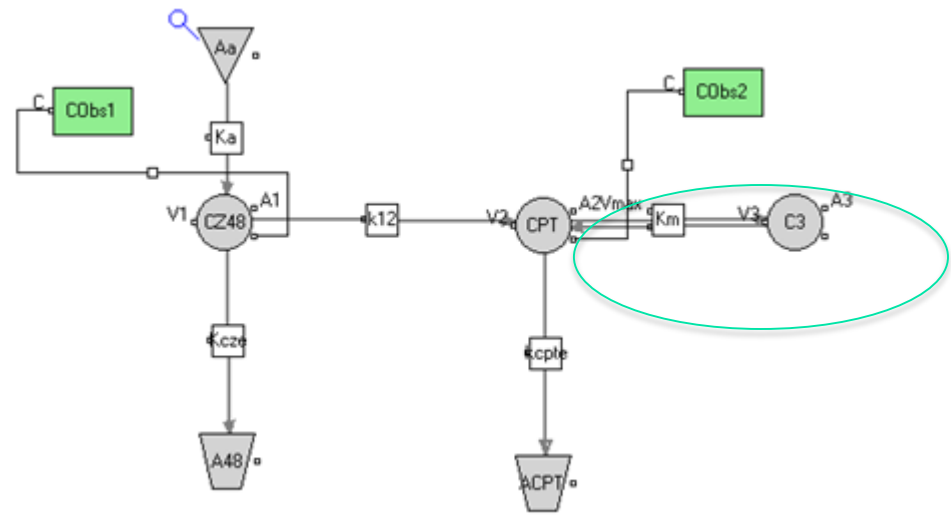 Aa
CObs1
C
Ka
C
CObs2
V1
CZ48
A1
k12
V2
CPT
A2Vmax
Km
V3
C3
A3
Kcze
kcpte
A48
ACPT